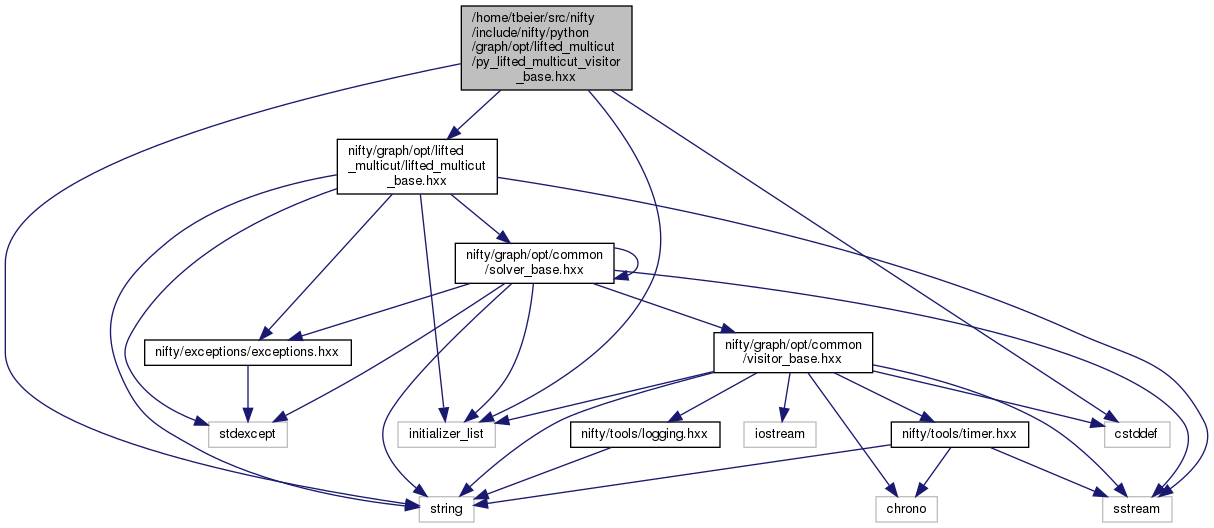 /home/tbeier/src/nifty
/include/nifty/python
/graph/opt/lifted_multicut
/py_lifted_multicut_visitor
_base.hxx
nifty/graph/opt/lifted
_multicut/lifted_multicut
_base.hxx
nifty/graph/opt/common
/solver_base.hxx
nifty/exceptions/exceptions.hxx
nifty/graph/opt/common
/visitor_base.hxx
stdexcept
initializer_list
nifty/tools/logging.hxx
iostream
nifty/tools/timer.hxx
cstddef
string
chrono
sstream